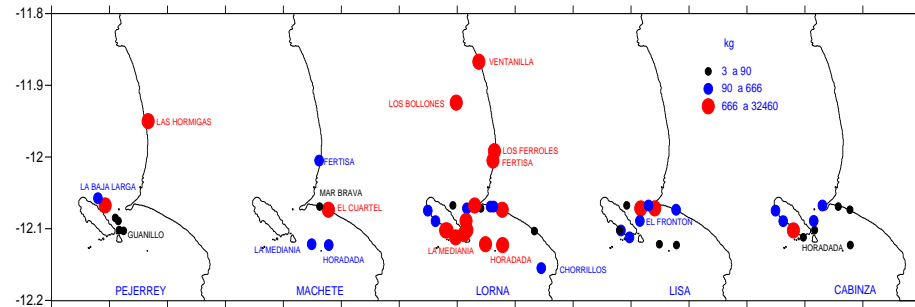 -11.8
kg
3 a 90
90 a 666
666 a 32460
VENTANILLA
-11.9
LOS BOLLONES
LAS HORMIGAS
LOS FERROLES
-12
FERTISA
FERTISA
LA BAJA LARGA
MAR BRAVA
EL CUARTEL
EL FRONTON
-12.1
GUANILLO
LA MEDIANIA
HORADADA
LA MEDIANIA
HORADADA
HORADADA
CHORRILLOS
-12.2
PEJERREY
MACHETE
LORNA
LISA
CABINZA